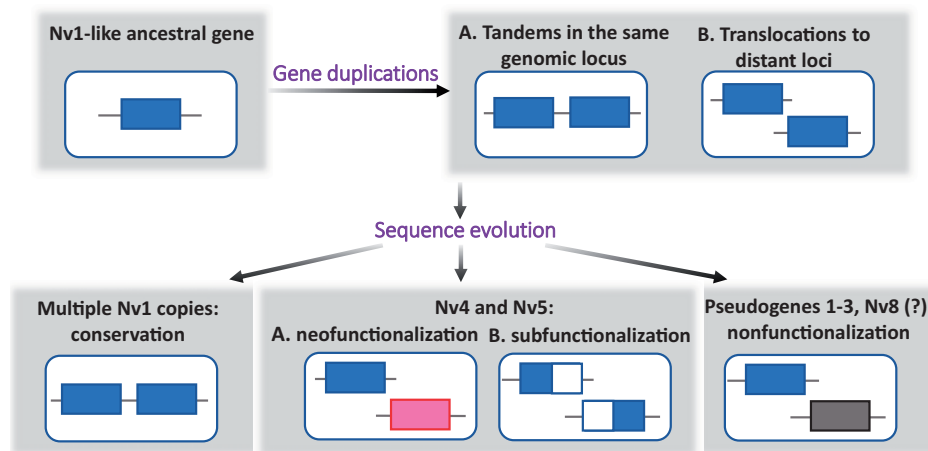 Nv1-like ancestral gene
Gene duplications
A. Tandems in the same
genomic locus
B. Translocations to
distant loci
Sequence evolution
Multiple Nv1 copies:
conservation
Nv4 and Nv5:
A. neofunctionalization
B. subfunctionalization
Pseudogenes 1-3, Nv8 (?)
nonfunctionalization